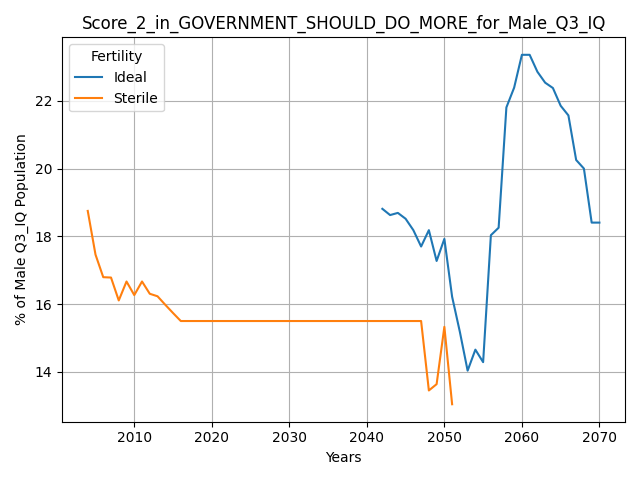 Score_2_in_GOVERNMENT_SHOULD_DO_MORE_for_Male_Q3_IQ
Fertility
Ideal
Sterile
% of Male Q3_IQ Population
22
20
18
16
14
2010 2020 2030 2040 2050 2060 2070
Years